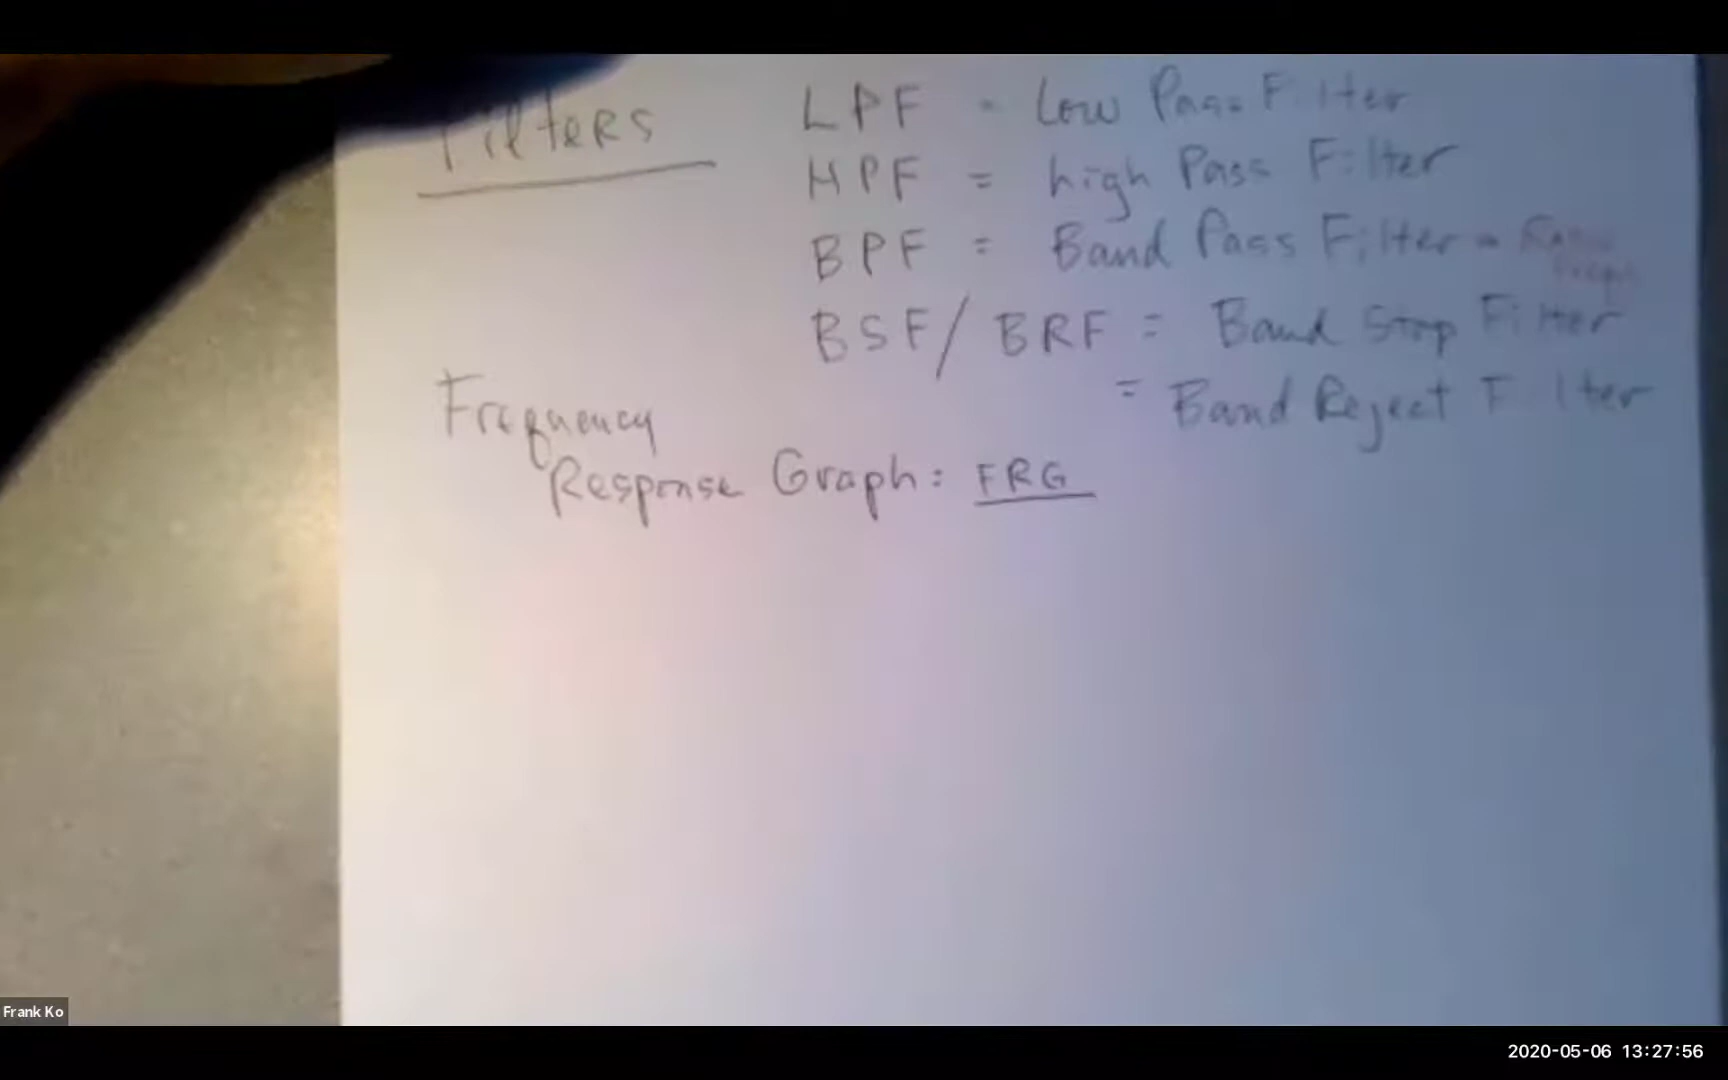 Filters
LPF = Low Pass Filter
HPF = high Pass Filter
BPF = Band Pass Filter =
BSF/ BRF = Band Stop Filter
= Band Reject Filter
Frequency
Response Graph: FRG
Frank Ko
2020-05-06 13:27:56